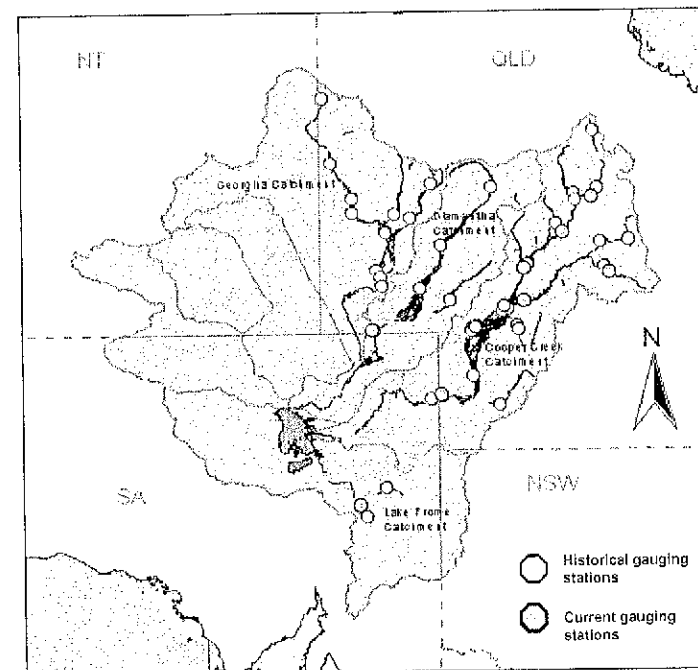 NT
QLD
Georgina Catchment
Diamantina
Catchment
Cooper Creek
Catchment
N
SA
NSW
Lake Frome
Catchment
Historical gauging
stations
Current gauging
stations